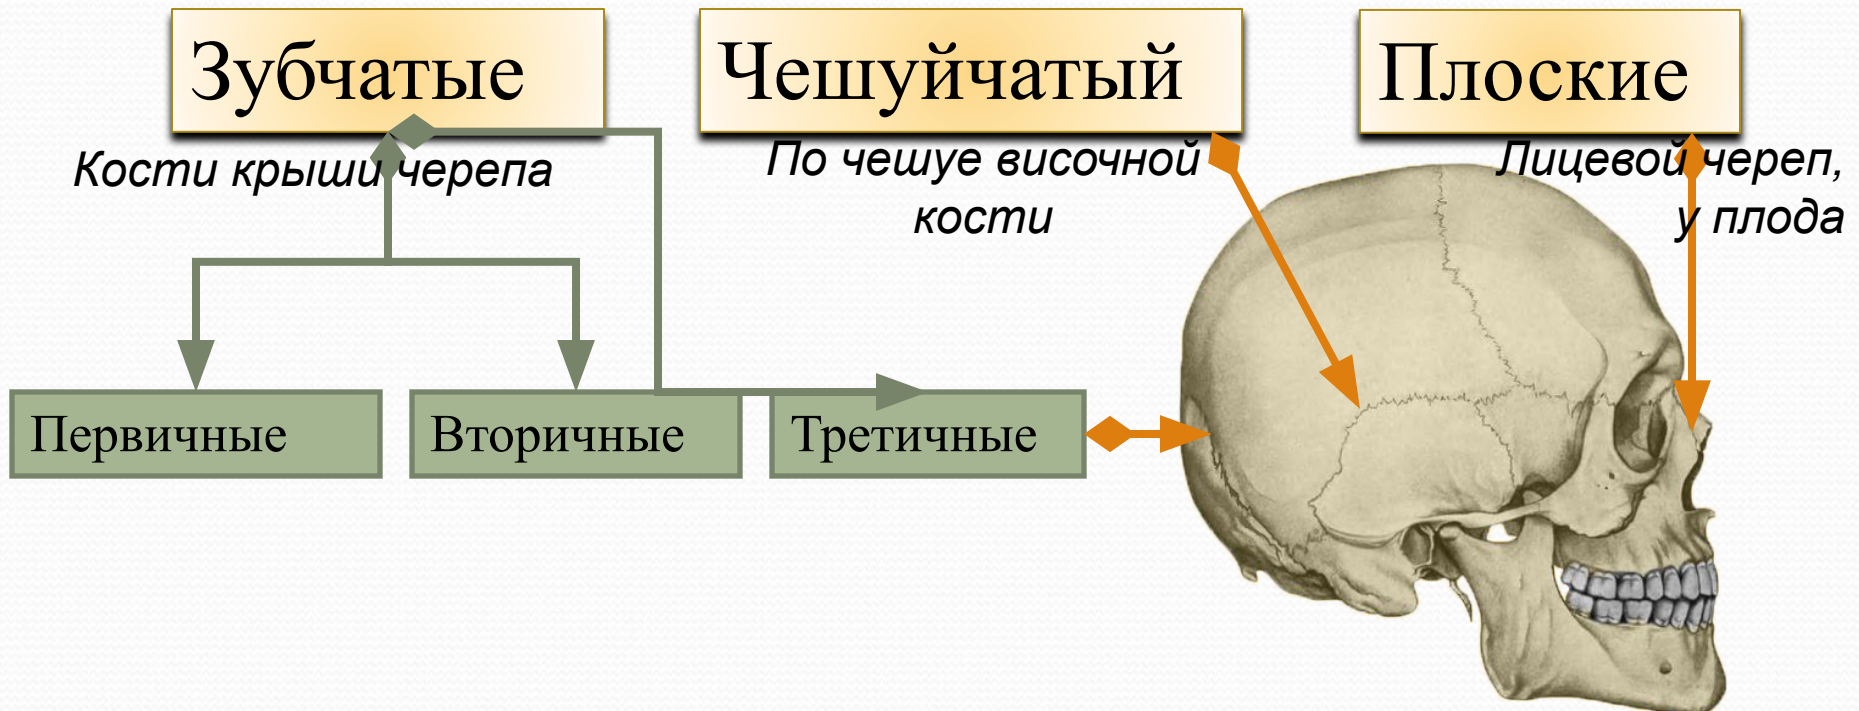 Зубчатые
Чешуйчатый
Плоские
Кости крыши черепа
По чешуе височной
кости
Лицевой череп,
у плода
Первичные
Вторичные
Третичные